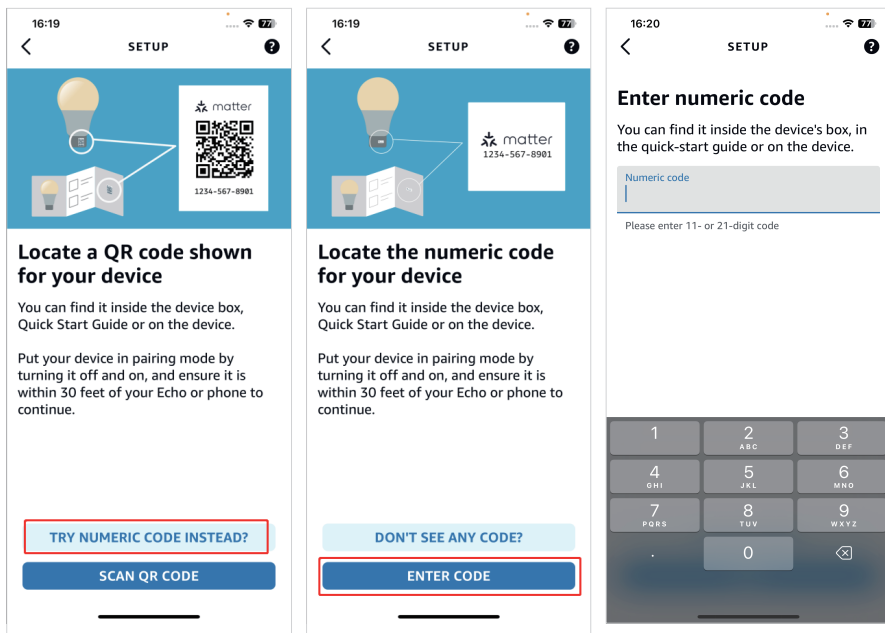 16:19
77
SETUP
?
matter
1234-567-8901
Locate a QR code shown
for your device
You can find it inside the device box,
Quick Start Guide or on the device.
Put your device in pairing mode by
turning it off and on, and ensure it is
within 30 feet of your Echo or phone to
continue.
TRY NUMERIC CODE INSTEAD?
SCAN QR CODE
16:19
77
SETUP
?
matter
1234-567-8901
Locate the numeric code
for your device
You can find it inside the device box,
Quick Start Guide or on the device.
Put your device in pairing mode by
turning it off and on, and ensure it is
within 30 feet of your Echo or phone to
continue.
DON'T SEE ANY CODE?
ENTER CODE
16:20
77
SETUP
?
Enter numeric code
You can find it inside the device's box, in
the quick-start guide or on the device.
Numeric code
Please enter 11- or 21-digit code
1 2 3
ABC DEF
4 5 6
GHI JKL MNO
7 8 9
PQRS TUV WXYZ
. 0